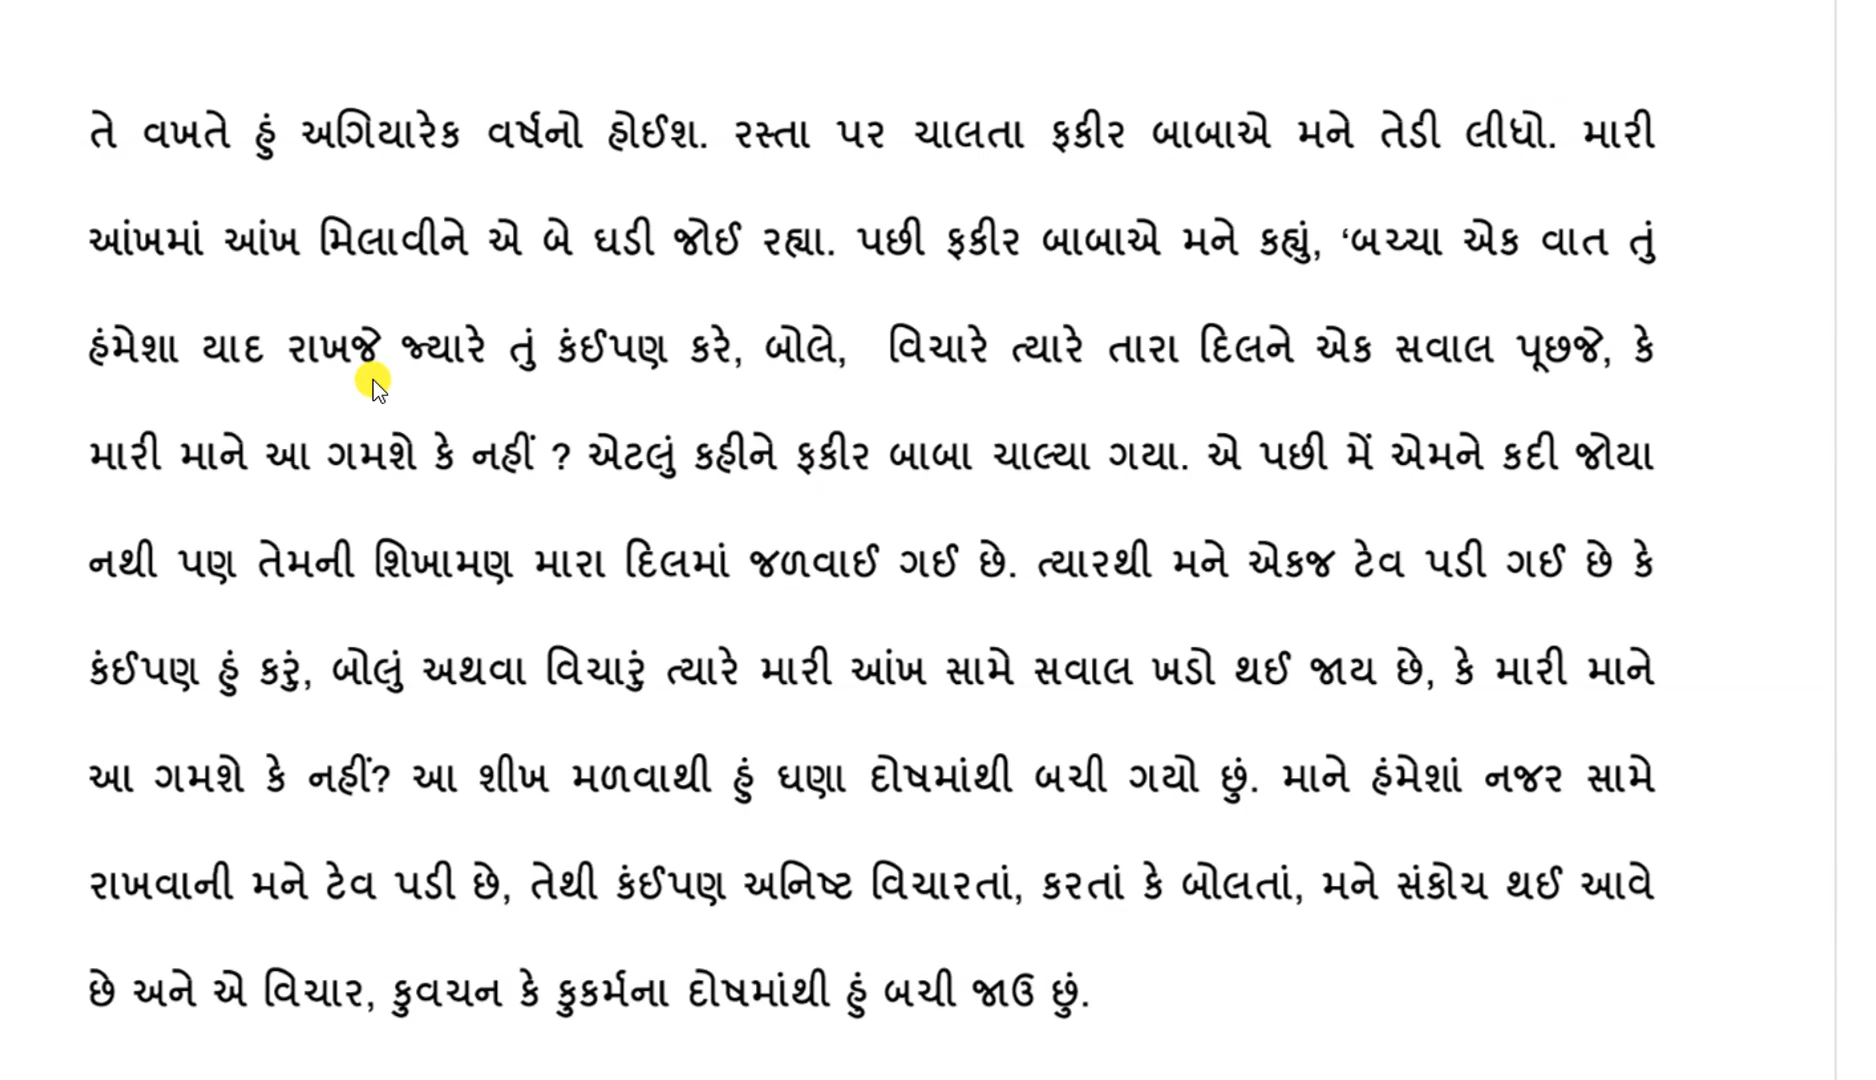 તે વખતે હું અગિયારેક વર્ષનો હોઈશ. રસ્તા પર ચાલતા ફકીર બાબાએ મને તેડી લીધો. મારી
આંખમાં આંખ મિલાવીને એ બે ઘડી જોઈ રહ્યા. પછી ફકીર બાબાએ મને કહ્યું, ‘બચ્ચા એક વાત તું
હંમેશા યાદ રાખજે જ્યારે તું કંઈપણ કરે, બોલે, વિચારે ત્યારે તારા દિલને એક સવાલ પૂછજે, કે
મારી માને આ ગમશે કે નહીં ? એટલું કહીને ફકીર બાબા ચાલ્યા ગયા. એ પછી મેં એમને કદી જોયા
નથી પણ તેમની શિખામણ મારા દિલમાં જળવાઈ ગઈ છે. ત્યારથી મને એકજ ટેવ પડી ગઈ છે કે
કંઈપણ હું કરું, બોલું અથવા વિચારું ત્યારે મારી આંખ સામે સવાલ ખડો થઈ જાય છે, કે મારી માને
આ ગમશે કે નહીં? આ શીખ મળવાથી હું ઘણા દોષમાંથી બચી ગયો છું. માને હંમેશાં નજર સામે
રાખવાની મને ટેવ પડી છે, તેથી કંઈપણ અનિષ્ટ વિચારતાં, કરતાં કે બોલતાં, મને સંકોચ થઈ આવે
છે અને એ વિચાર, કુવચન કે કુકર્મના દોષમાંથી હું બચી જાઉ છું.